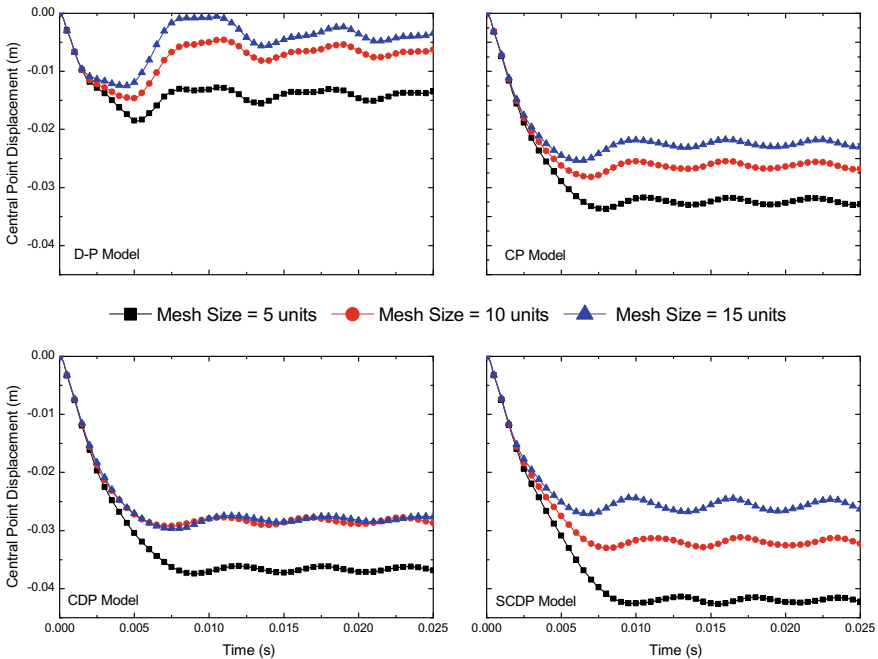 Central Point Displacement (m)
0.00
-0.01
-0.02
-0.03
-0.04
D-P Model
CP Model
Mesh Size = 5 units
Mesh Size = 10 units
Mesh Size = 15 units
Central Point Displacement (m)
0.00
-0.01
-0.02
-0.03
-0.04
CDP Model
SCDP Model
0.000 0.005 0.010 0.015 0.020 0.025
0.000 0.005 0.010 0.015 0.020 0.025
Time (s)
Time (s)